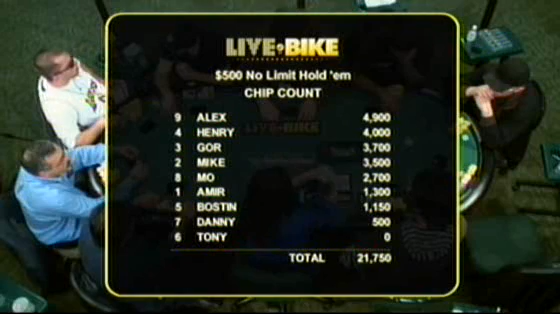 LIVE BIKE
$500 No Limit Hold 'em
CHIP COUNT
9 ALEX 4,900
4 HENRY 4,000
3 GOR 3,700
2 MIKE 3,500
8 MO 2,700
1 AMIR 1,300
5 BOSTIN 1,150
7 DANNY 500
6 TONY 0
TOTAL 21,750